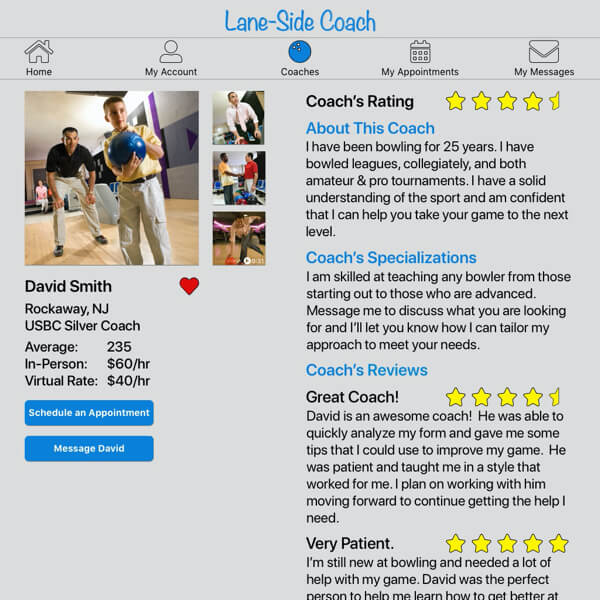 Lane-Side Coach
Home
My Account
Coaches
My Appointments
My Messages
0:31
David Smith
Rockaway, NJ
USBC Silver Coach
Average: 235
In-Person: $60/hr
Virtual Rate: $40/hr
Schedule an Appointment
Message David
Coach's Rating
About This Coach
I have been bowling for 25 years. I have
bowled leagues, collegiately, and both
amateur & pro tournaments. I have a solid
understanding of the sport and am confident
that I can help you take your game to the next
level.
Coach's Specializations
I am skilled at teaching any bowler from those
starting out to those who are advanced.
Message me to discuss what you are looking
for and I'll let you know how I can tailor my
approach to meet your needs.
Coach's Reviews
Great Coach!
David is an awesome coach!  He was able to
quickly analyze my form and gave me some
tips that I could use to improve my game.  He
was patient and taught me in a style that
worked for me. I plan on working with him
moving forward to continue getting the help I
need.
Very Patient.
I'm still new at bowling and needed a lot of
help with my game. David was the perfect
person to help me learn how to get better at